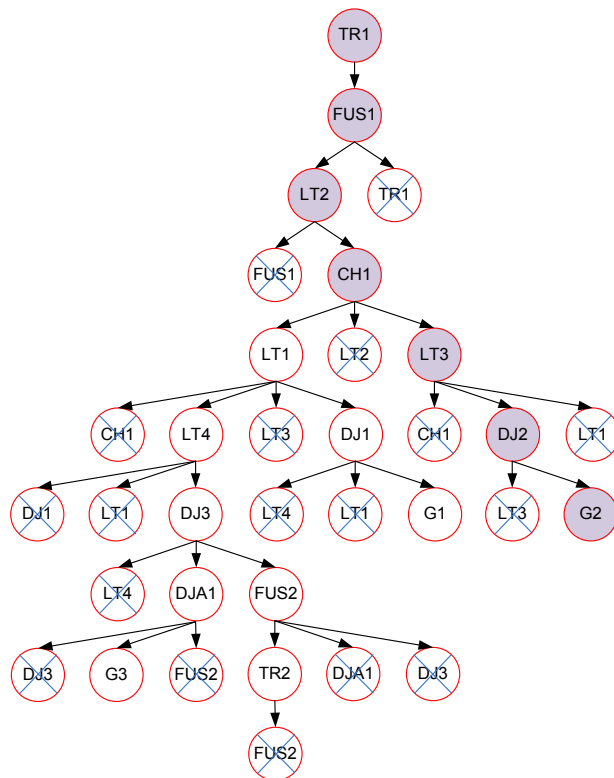 TR1
FUS1
LT2 TR1
FUS1 CH1
LT1 LT2 LT3
CH1 LT4 LT3 DJ1 CH1 DJ2 LT1
DJ1 LT1 DJ3 LT4 LT1 G1 LT3 G2
LT4 DJA1 FUS2
DJ3 G3 FUS2 TR2 DJA1 DJ3
FUS2